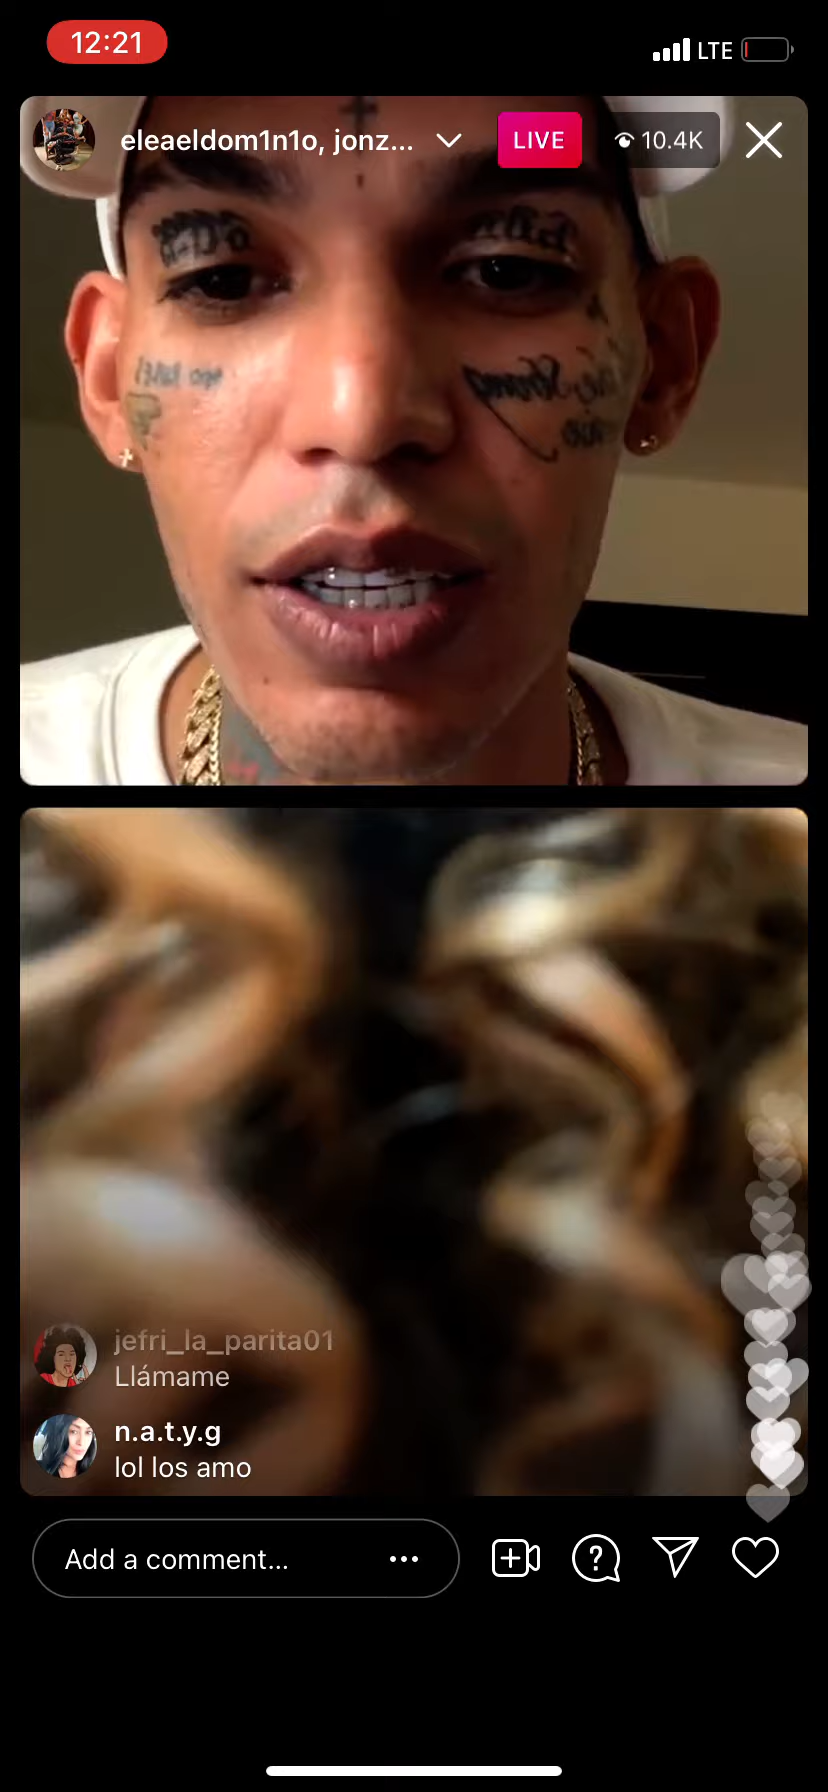 12:21
LTE
eleaeldom1n1o, jonz...
LIVE
10.4K
jefri_la_parita01
Llámame
n.a.t.y.g
lol los amo
Add a comment...